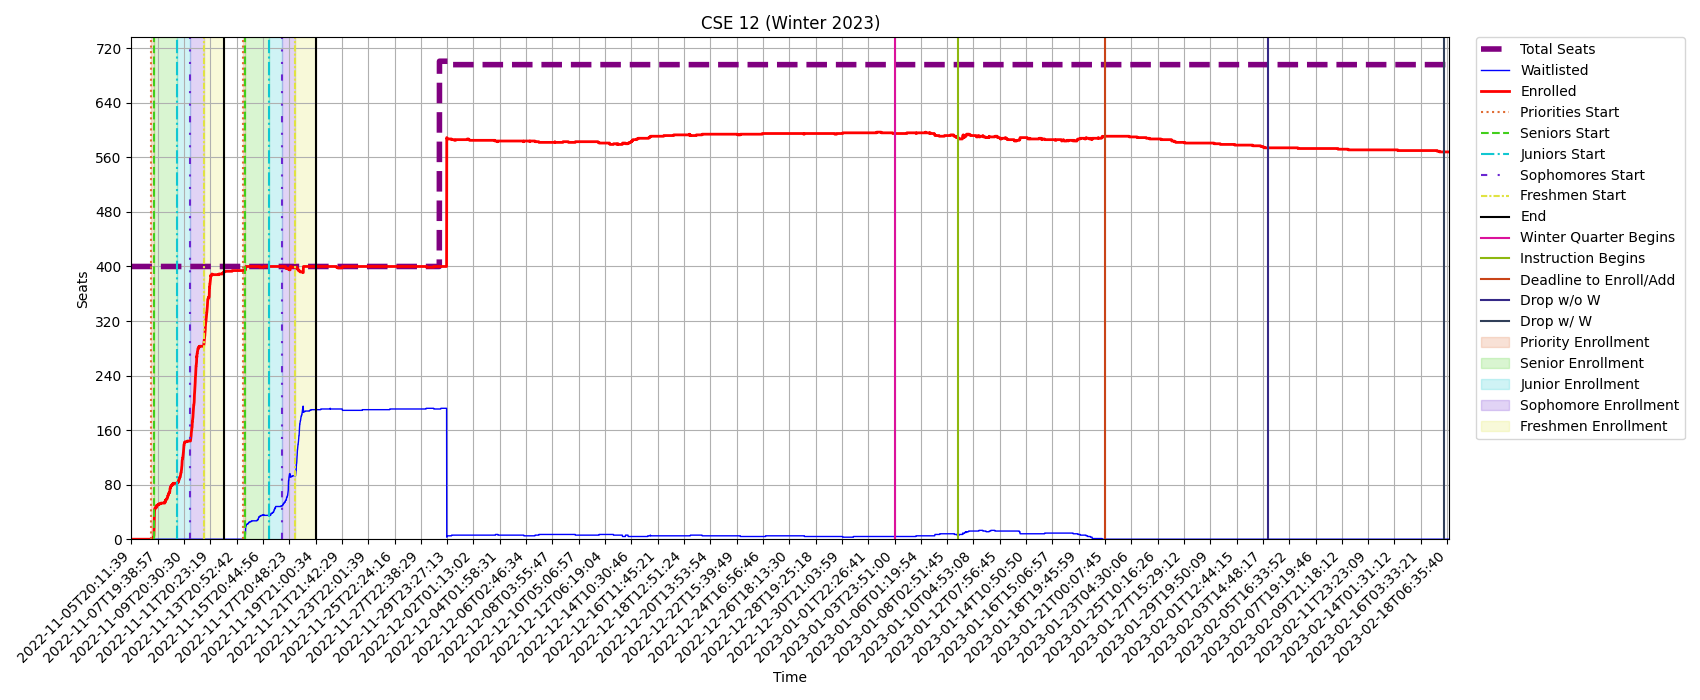 CSE 12 (Winter 2023)
Seats
720
640
560
480
400
320
240
160
80
0
2022-11-05T20:11:39
2022-11-07T19:38:57
2022-11-09T20:30:30
2022-11-11T20:23:19
2022-11-13T20:52:42
2022-11-15T20:44:56
2022-11-17T20:48:23
2022-11-19T21:00:34
2022-11-21T21:42:29
2022-11-23T22:01:39
2022-11-25T22:24:16
2022-11-27T22:38:29
2022-11-29T23:27:13
2022-12-02T01:13:02
2022-12-04T01:58:31
2022-12-06T02:46:34
2022-12-08T03:55:47
2022-12-10T05:06:57
2022-12-12T06:19:04
2022-12-14T10:30:46
2022-12-16T11:45:21
2022-12-18T12:51:24
2022-12-20T13:53:54
2022-12-22T15:39:49
2022-12-24T16:56:46
2022-12-26T18:13:30
2022-12-28T19:25:18
2022-12-30T21:03:59
2023-01-01T22:26:41
2023-01-03T23:51:00
2023-01-06T01:19:54
2023-01-08T02:51:45
2023-01-10T04:53:08
2023-01-12T07:56:45
2023-01-14T10:50:50
2023-01-16T15:06:57
2023-01-18T19:45:59
2023-01-21T00:07:45
2023-01-23T04:30:06
2023-01-25T10:16:26
2023-01-27T15:29:12
2023-01-29T19:50:09
2023-02-01T12:44:15
2023-02-03T14:48:17
2023-02-05T16:33:52
2023-02-07T19:19:46
2023-02-09T21:18:12
2023-02-11T23:23:09
2023-02-14T01:31:12
2023-02-16T03:33:21
2023-02-18T06:35:40
Time
Total Seats
Waitlisted
Enrolled
Priorities Start
Seniors Start
Juniors Start
Sophomores Start
Freshmen Start
End
Winter Quarter Begins
Instruction Begins
Deadline to Enroll/Add
Drop w/o W
Drop w/ W
Priority Enrollment
Senior Enrollment
Junior Enrollment
Sophomore Enrollment
Freshmen Enrollment